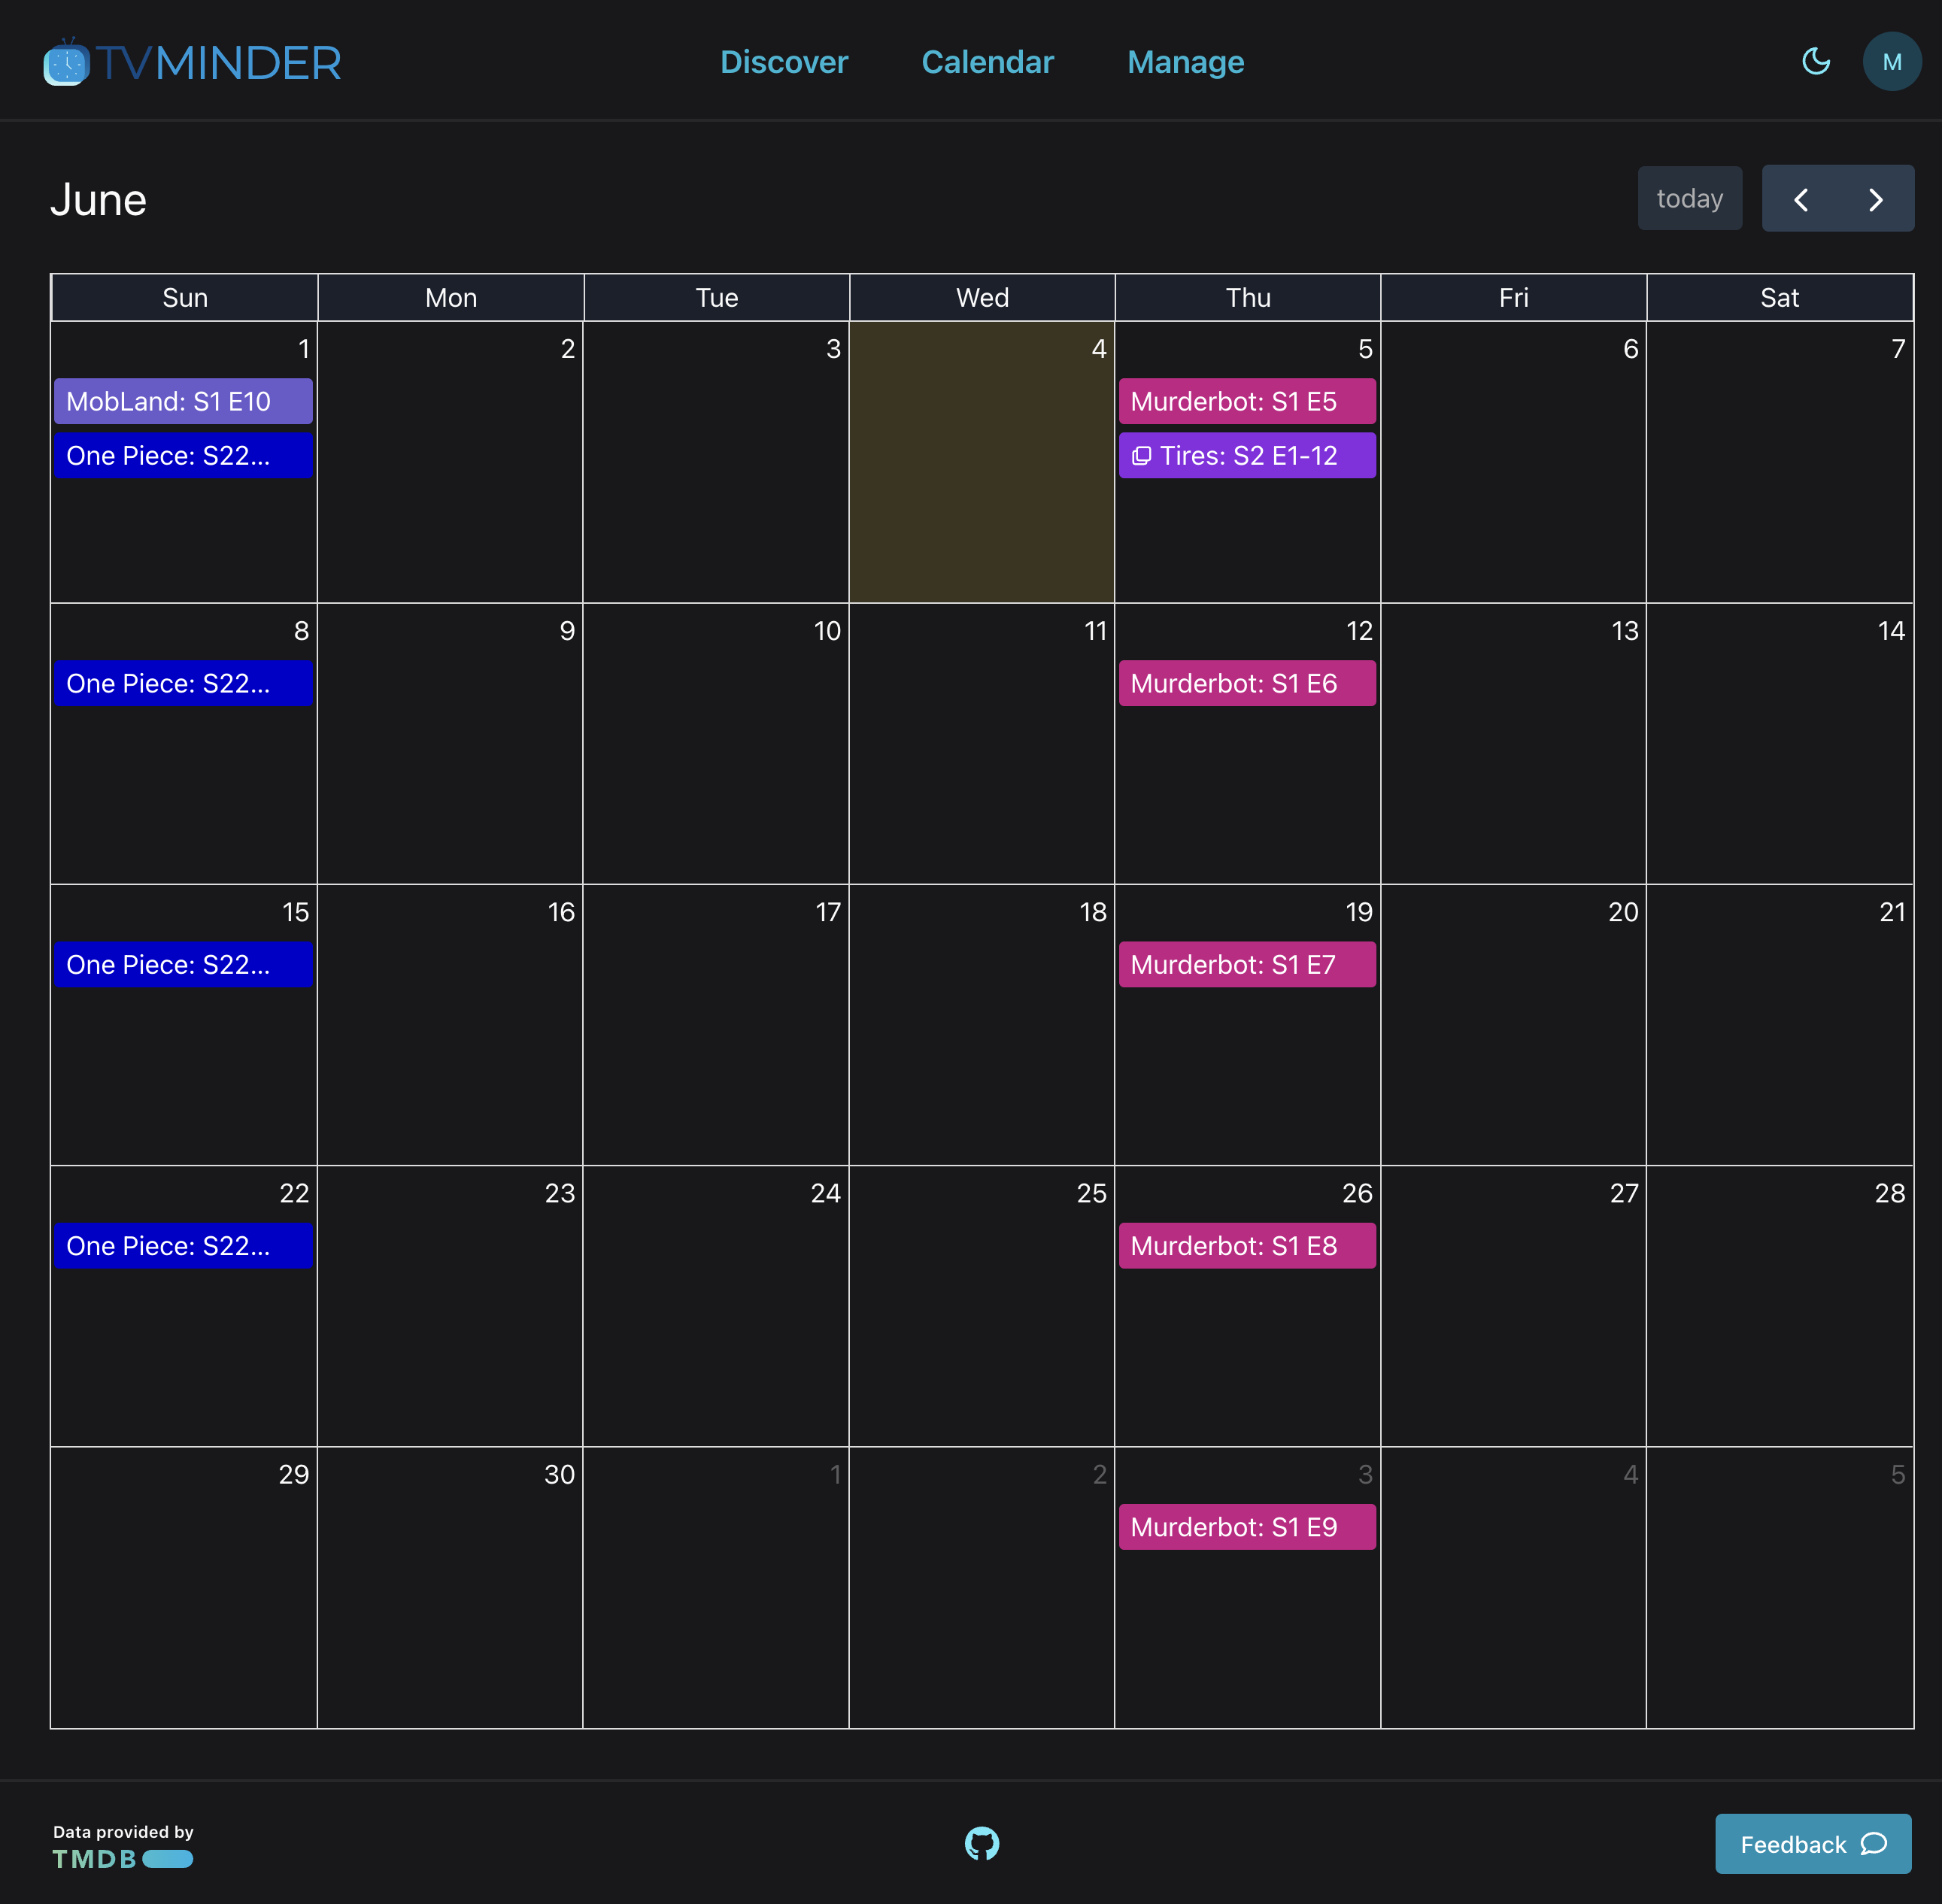 TVMINDER
Discover Calendar Manage
M
June
today
Sun Mon Tue Wed Thu Fri Sat
1 2 3 4 5 6 7
MobLand: S1 E10 Murderbot: S1 E5
One Piece: S22... Tires: S2 E1-12
8 9 10 11 12 13 14
One Piece: S22... Murderbot: S1 E6
15 16 17 18 19 20 21
One Piece: S22... Murderbot: S1 E7
22 23 24 25 26 27 28
One Piece: S22... Murderbot: S1 E8
29 30 1 2 3 4 5
Murderbot: S1 E9
Data provided by
TMDB
Feedback